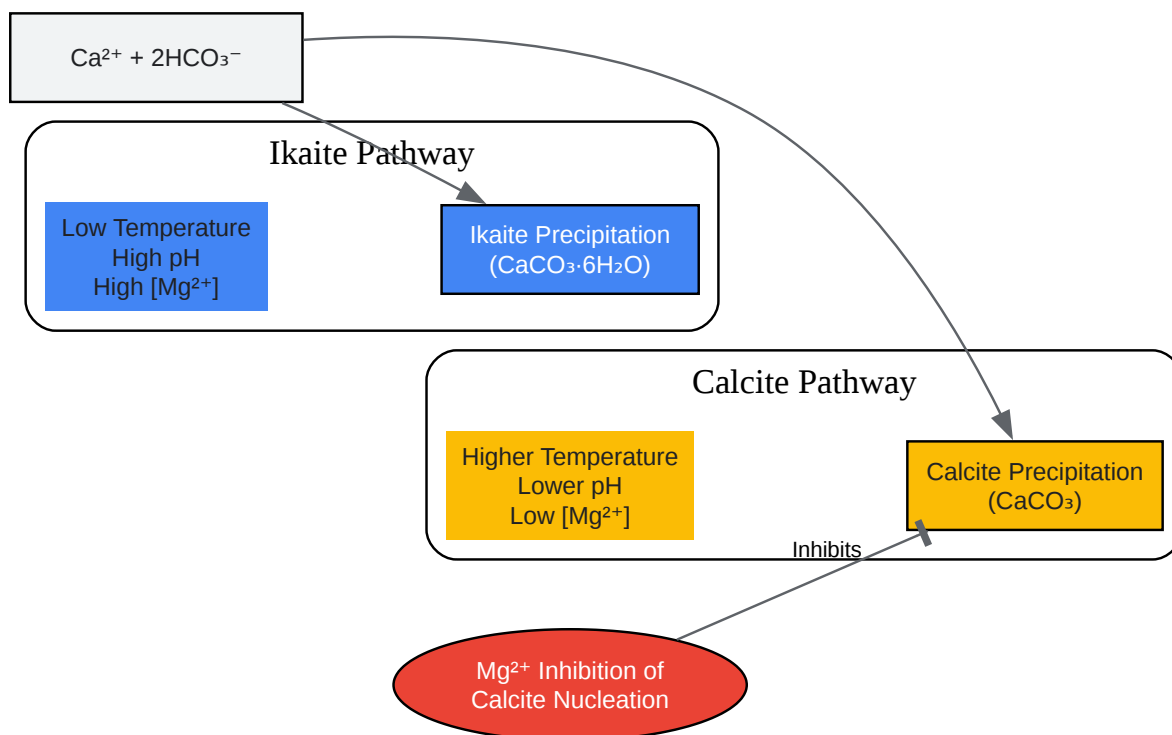 Ca²⁺ + 2HCO₃⁻
Ikaite Pathway
Low Temperature
High pH
High [Mg²⁺]
Ikaite Precipitation
(CaCO₃·6H₂O)
Calcite Pathway
Higher Temperature
Lower pH
Low [Mg²⁺]
Calcite Precipitation
(CaCO₃)
Inhibits
Mg²⁺ Inhibition of
Calcite Nucleation